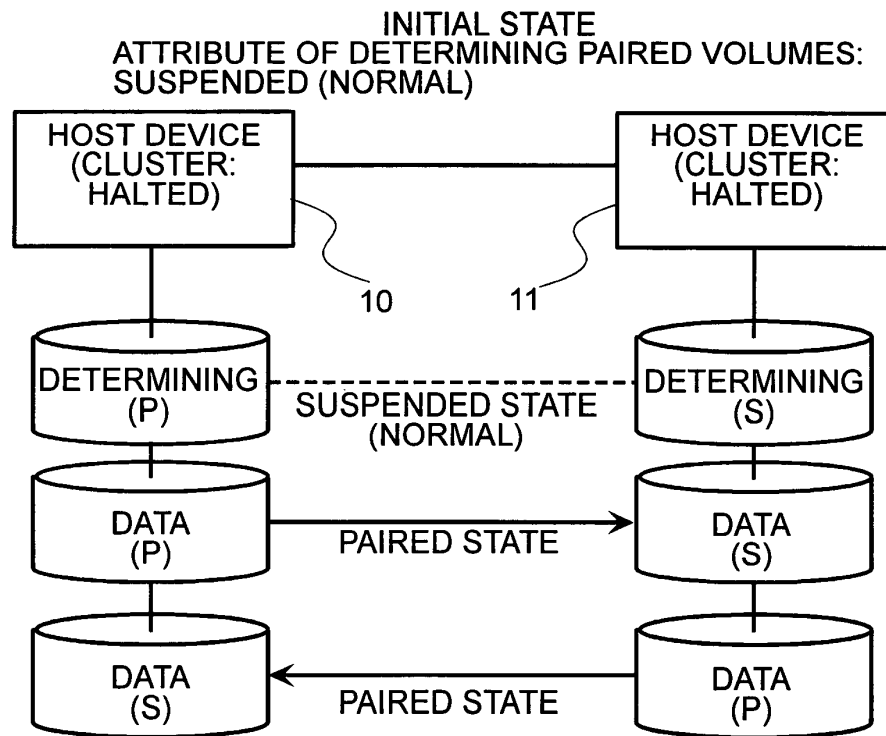 INITIAL STATE
ATTRIBUTE OF DETERMINING PAIRED VOLUMES:
SUSPENDED (NORMAL)
HOST DEVICE
(CLUSTER:
HALTED)
HOST DEVICE
(CLUSTER:
HALTED)
10
11
DETERMINING
(P)
SUSPENDED STATE
(NORMAL)
DETERMINING
(S)
DATA
(P)
PAIRED STATE
DATA
(S)
DATA
(S)
PAIRED STATE
DATA
(P)